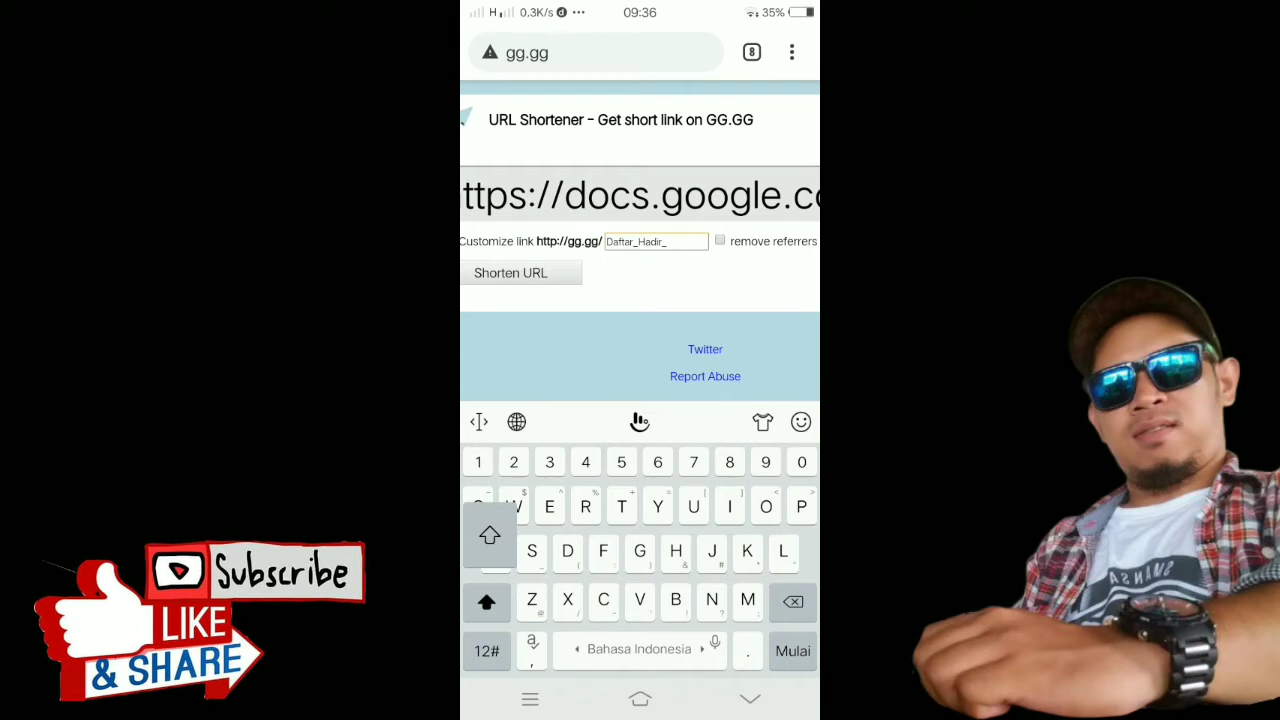 H 0,3K/s ... 09:36 35%
gg.gg 8
URL Shortener - Get short link on GG.GG
ttps://docs.google.c
Customize link http://gg.gg/ Daftar_Hadir_ remove referrers
Shorten URL
Twitter
Report Abuse
1 2 3 4 5 6 7 8 9 0
W E R T Y U I O P
S D F G H J K L
Z X C V B N M
12# a, Bahasa Indonesia . Mulai
Subscribe
LIKE
& SHARE
SMANSA